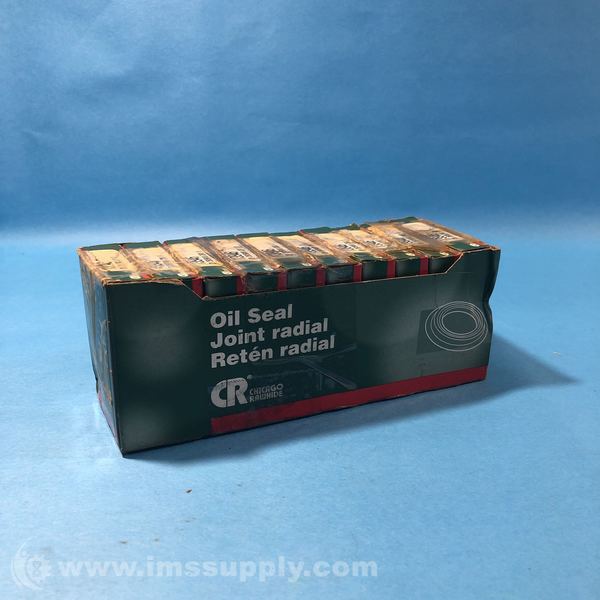 Oil Seal
Joint radial
Retén radial
CR® CHICAGO
RAWHIDE
www.imssupply.com